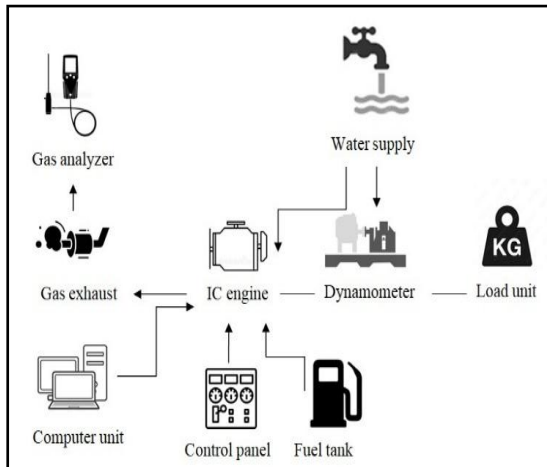 Gas analyzer
Water supply
KG
Gas exhaust
IC engine
Dynamometer
Load unit
Computer unit
Control panel
Fuel tank